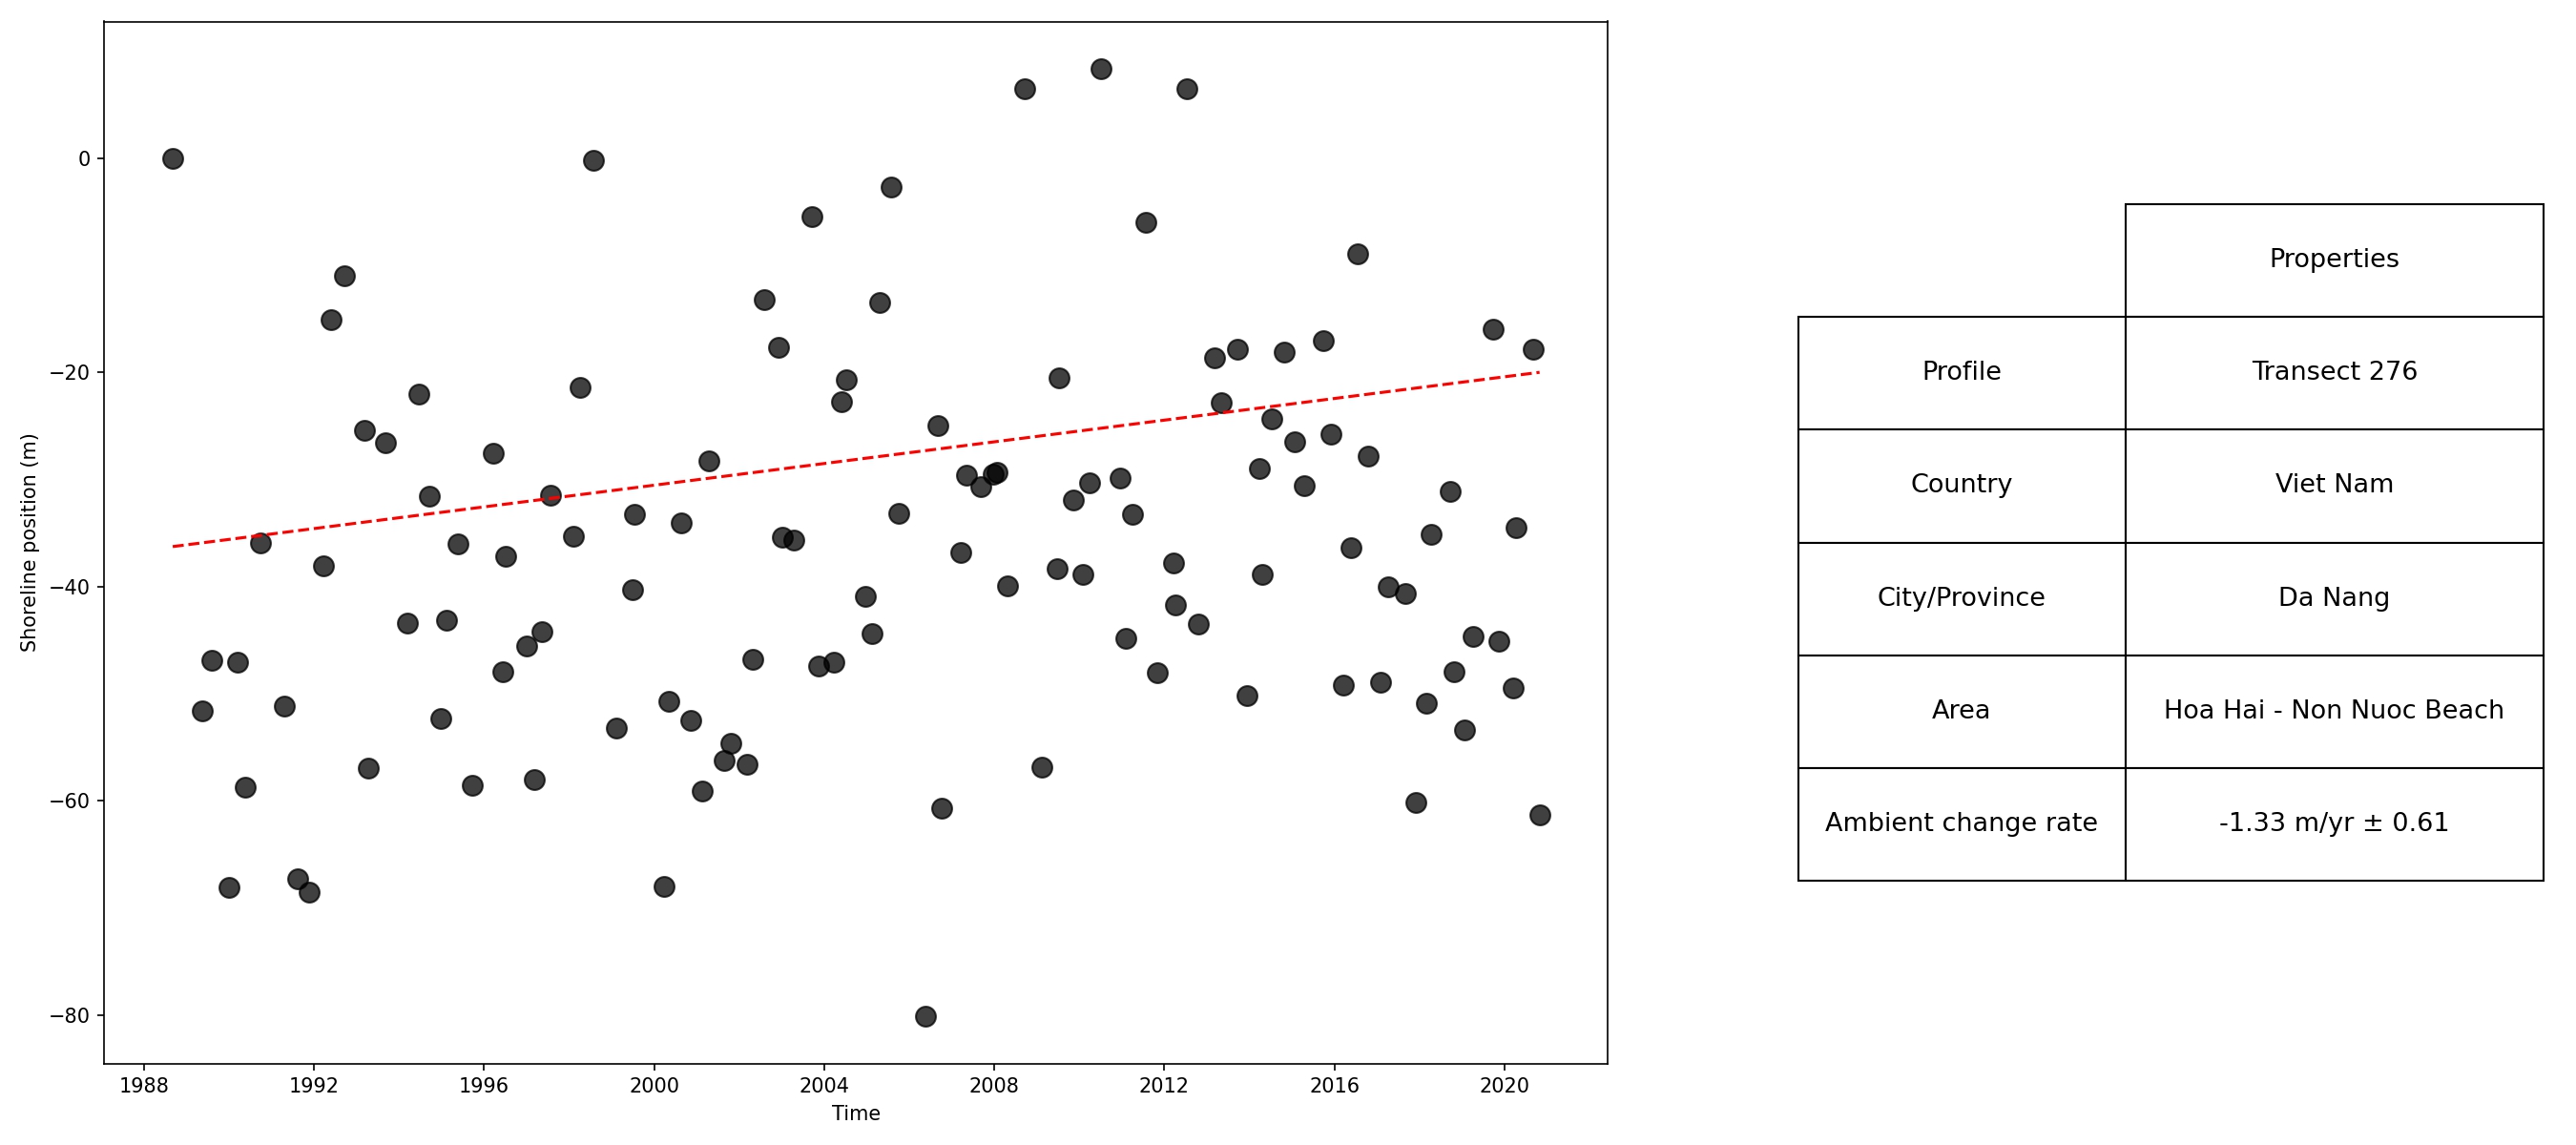 Shoreline position (m)
0
−20
−40
−60
−80
1988 1992 1996 2000 2004 2008 2012 2016 2020
Time
Properties
Profile Transect 276
Country Viet Nam
City/Province Da Nang
Area Hoa Hai - Non Nuoc Beach
Ambient change rate -1.33 m/yr ± 0.61